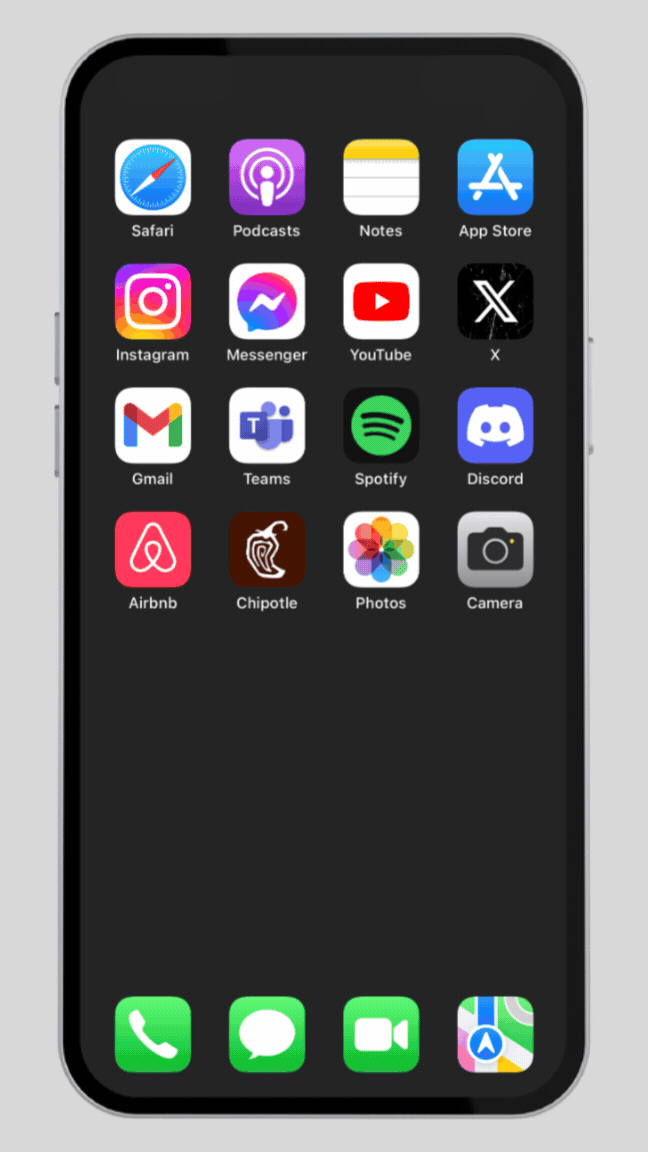 Safari Podcasts Notes App Store
Instagram Messenger YouTube X
T
Gmail Teams Spotify Discord
Airbnb Chipotle Photos Camera